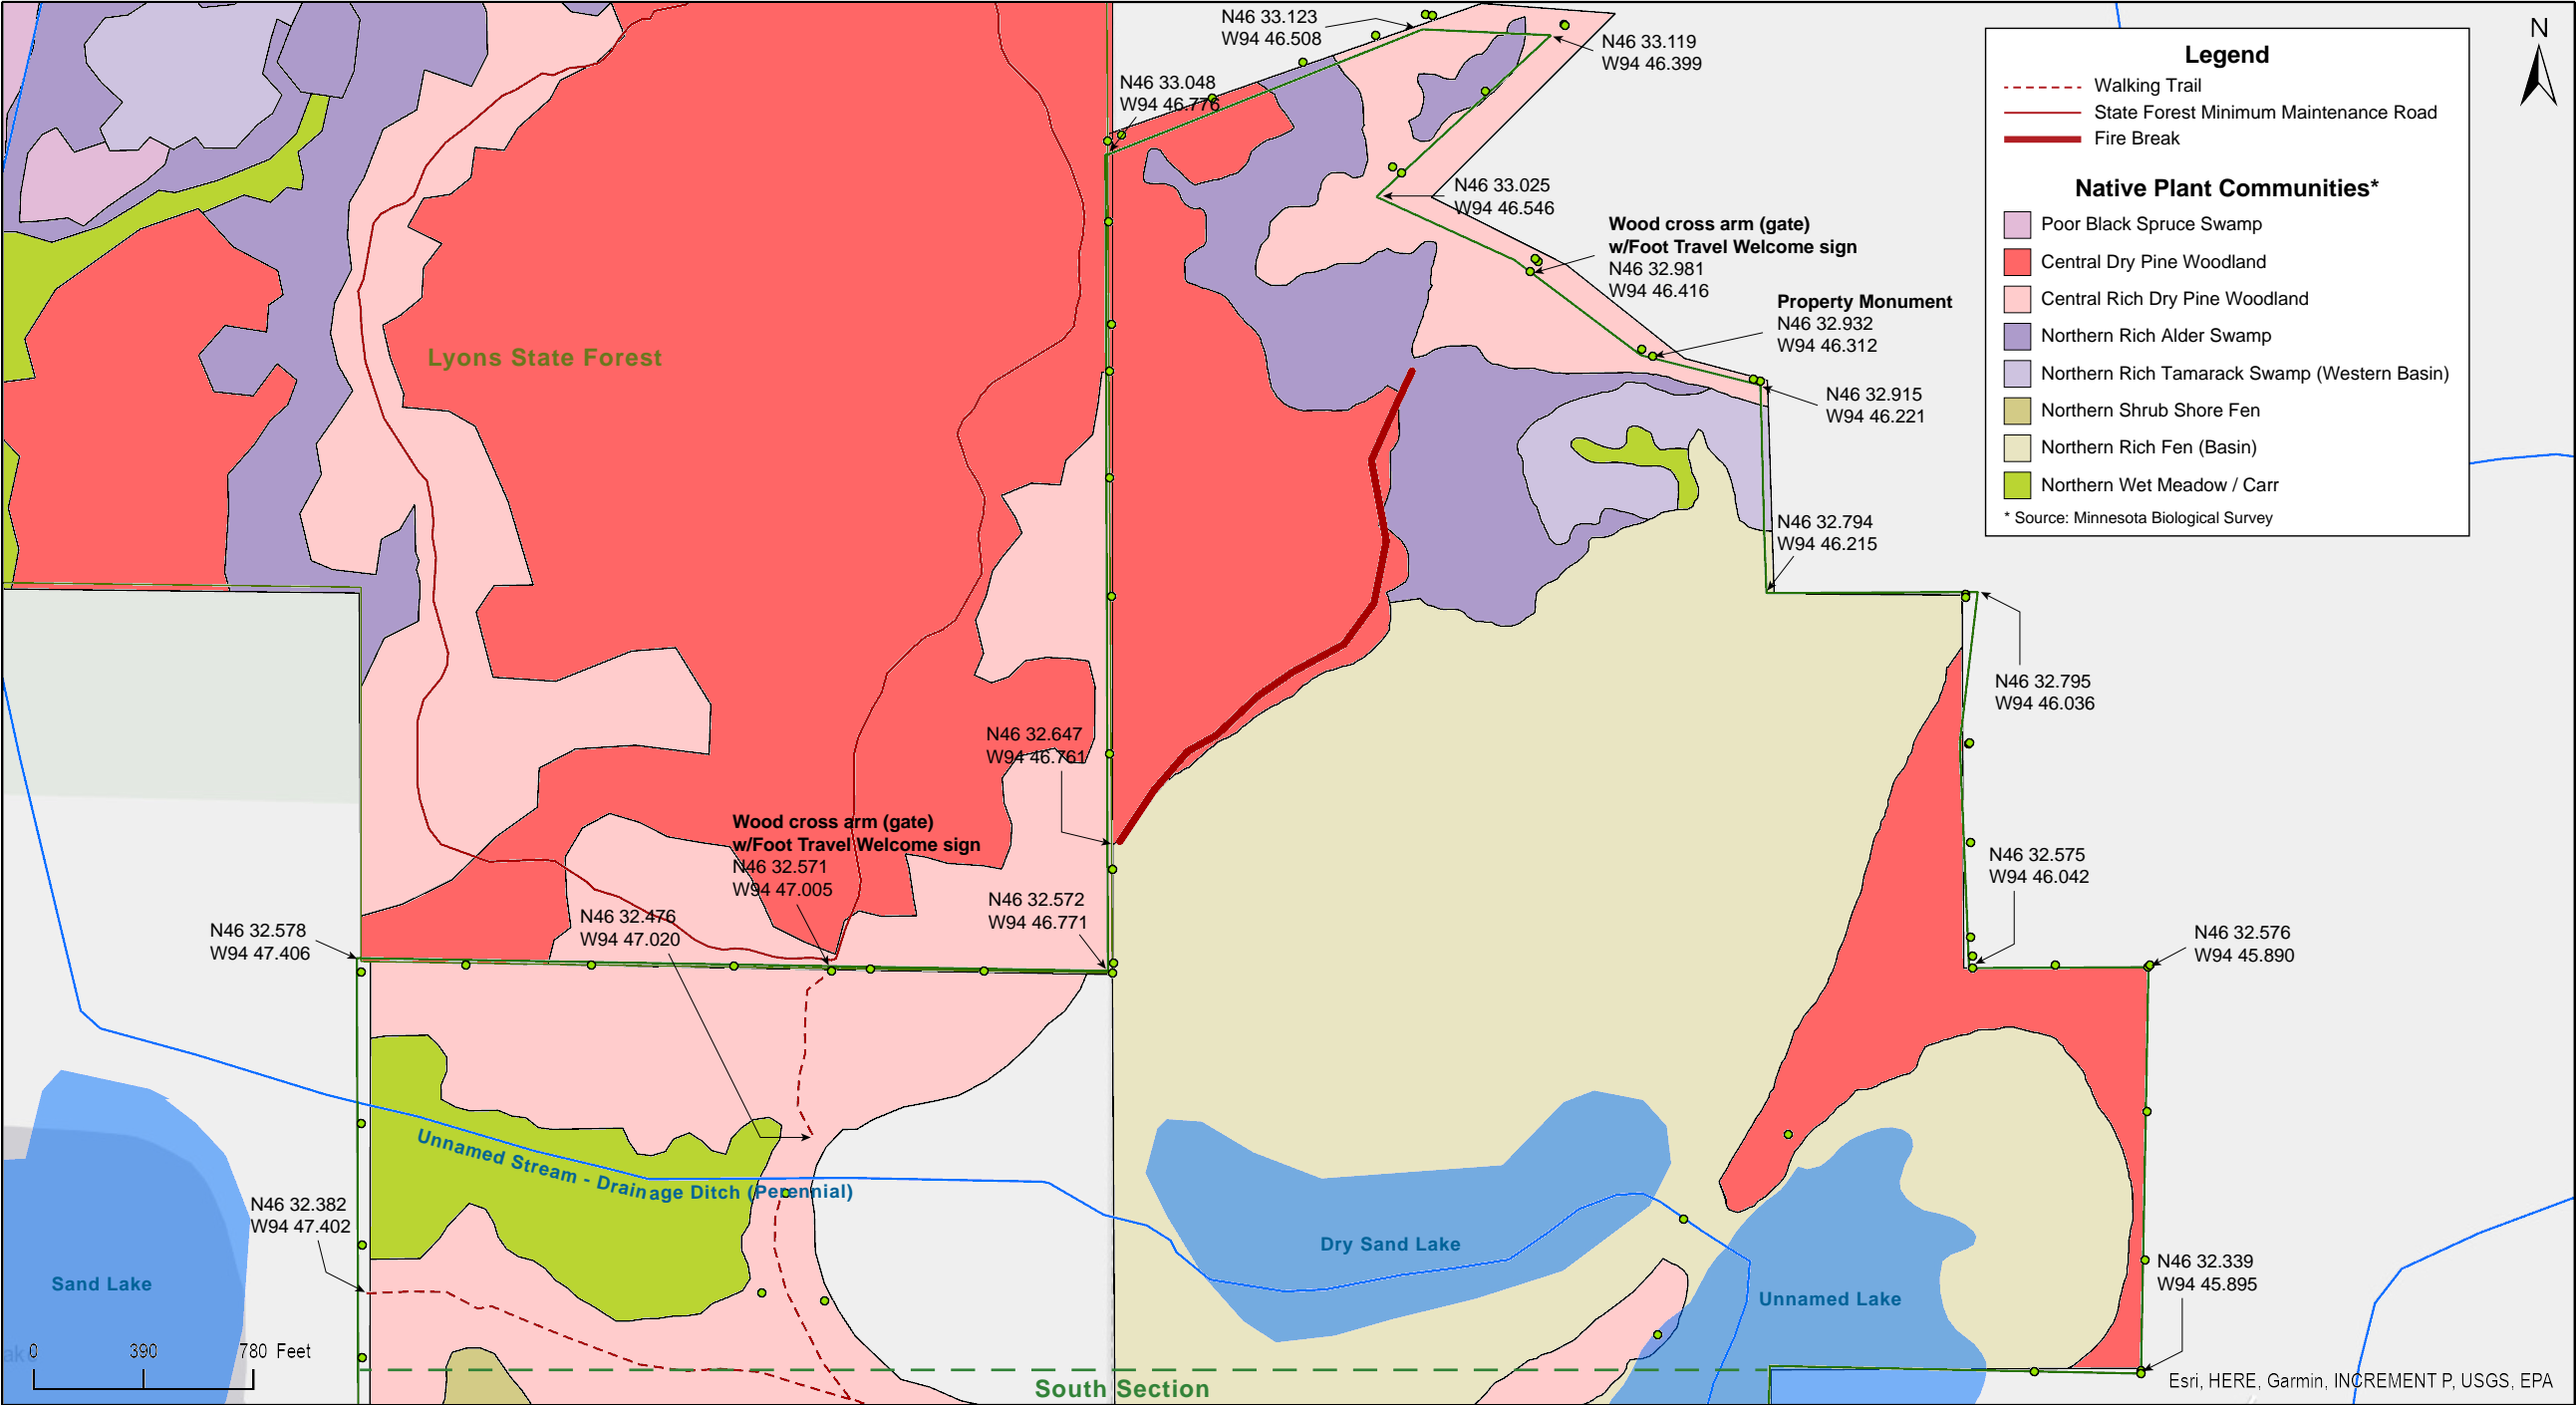 N46 33.123
W94 46.508
N46 33.119
W94 46.399
N46 33.048
W94 46.776
N46 33.025
W94 46.546
Wood cross arm (gate)
w/Foot Travel Welcome sign
N46 32.981
W94 46.416
Property Monument
N46 32.932
W94 46.312
N46 32.915
W94 46.221
N46 32.794
W94 46.215
N46 32.795
W94 46.036
Lyons State Forest
N46 32.647
W94 46.761
Wood cross arm (gate)
w/Foot Travel Welcome sign
N46 32.571
W94 47.005
N46 32.572
W94 46.771
N46 32.476
W94 47.020
N46 32.578
W94 47.406
N46 32.575
W94 46.042
N46 32.576
W94 45.890
N46 32.382
W94 47.402
N46 32.339
W94 45.895
Unnamed Stream - Drainage Ditch (Perennial)
Sand Lake
Dry Sand Lake
Unnamed Lake
South Section
0 390 780 Feet
N
Legend
Walking Trail
State Forest Minimum Maintenance Road
Fire Break
Native Plant Communities*
Poor Black Spruce Swamp
Central Dry Pine Woodland
Central Rich Dry Pine Woodland
Northern Rich Alder Swamp
Northern Rich Tamarack Swamp (Western Basin)
Northern Shrub Shore Fen
Northern Rich Fen (Basin)
Northern Wet Meadow / Carr
* Source: Minnesota Biological Survey
Esri, HERE, Garmin, INCREMENT P, USGS, EPA